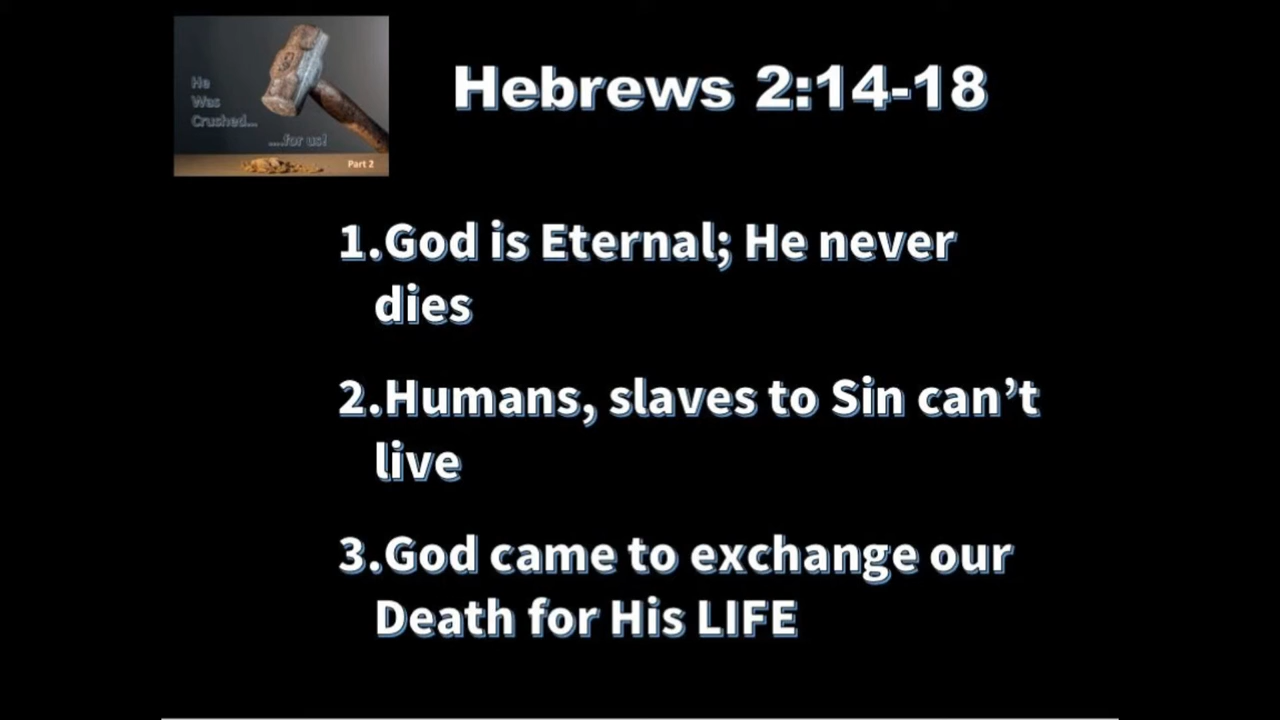 He
Was
Crushed...
....for us!
Part 2
Hebrews 2:14-18
1.God is Eternal; He never
dies
2.Humans, slaves to Sin can’t
live
3.God came to exchange our
Death for His LIFE